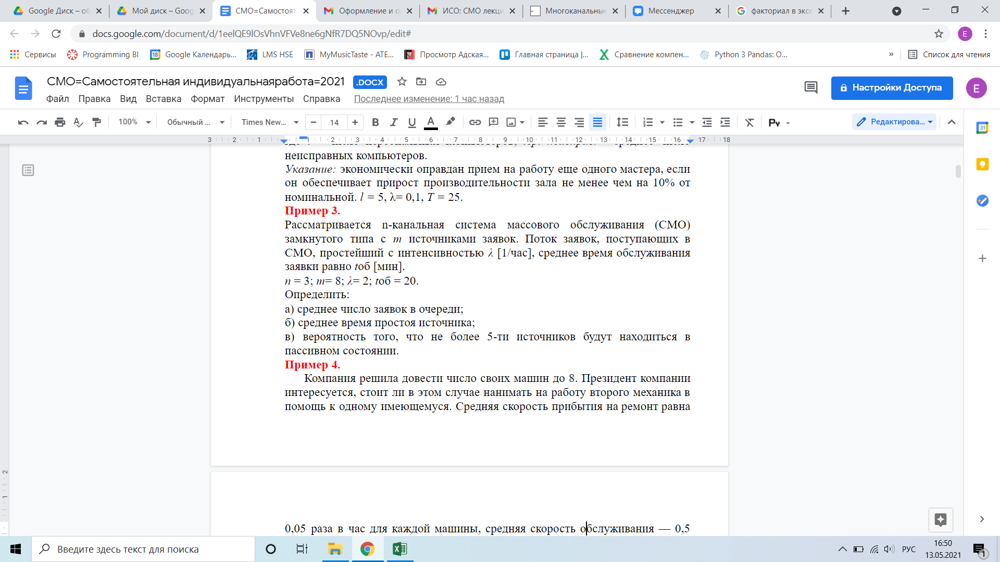 Google Диск – об
Мой диск – Goog
СМО=Самостоят
Оформление и о
ИСО: СМО лекци
Многоканальные
Мессенджер
факториал в эксе
docs.google.com/document/d/1eelQE9lOsVhnVFVe8ne6gNfR7DQ5NOvp/edit#
E
Сервисы
Programming BI
Google Календарь...
LMS HSE
MyMusicTaste - ATE...
Просмотр Адская...
Главная страница |...
Сравнение компен...
Python 3 Pandas: О...
»
Список для чтения
СМО=Самостоятельная индивидуальнаяработа=2021 .DOCX
Настройки Доступа
E
Файл Правка Вид Вставка Формат Инструменты Справка Последнее изменение: 1 час назад
100% Обычный ... Times New... – 14 + B I U A Ру Редактирова...
3 2 1 1 2 3 4 5 6 7 8 9 10 11 12 13 14 15 16 17 18
неисправных компьютеров.
Указание: экономически оправдан прием на работу еще одного мастера, если
он обеспечивает прирост производительности зала не менее чем на 10% от
номинальной. l = 5, λ= 0,1, T = 25.
Пример 3.
Рассматривается n-канальная система массового обслуживания (СМО)
замкнутого типа с m источниками заявок. Поток заявок, поступающих в
СМО, простейший с интенсивностью λ [1/час], среднее время обслуживания
заявки равно tоб [мин].
n = 3; m= 8; λ= 2; tоб = 20.
Определить:
а) среднее число заявок в очереди;
б) среднее время простоя источника;
в) вероятность того, что не более 5-ти источников будут находиться в
пассивном состоянии.
Пример 4.
Компания решила довести число своих машин до 8. Президент компании
интересуется, стоит ли в этом случае нанимать на работу второго механика в
помощь к одному имеющемуся. Средняя скорость прибытия на ремонт равна
2
1
0,05 раза в час для каждой машины, средняя скорость обслуживания — 0,5
31
Введите здесь текст для поиска
РУС
16:50
13.05.2021
1